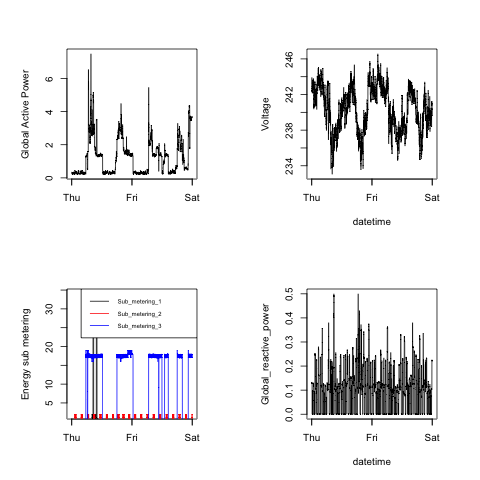 Global Active Power
0 2 4 6
Thu Fri Sat
Voltage
234 238 242 246
Thu Fri Sat
datetime
Energy sub metering
5 10 20 30
Sub_metering_1
Sub_metering_2
Sub_metering_3
Thu Fri Sat
Global_reactive_power
0.0 0.1 0.2 0.3 0.4 0.5
Thu Fri Sat
datetime